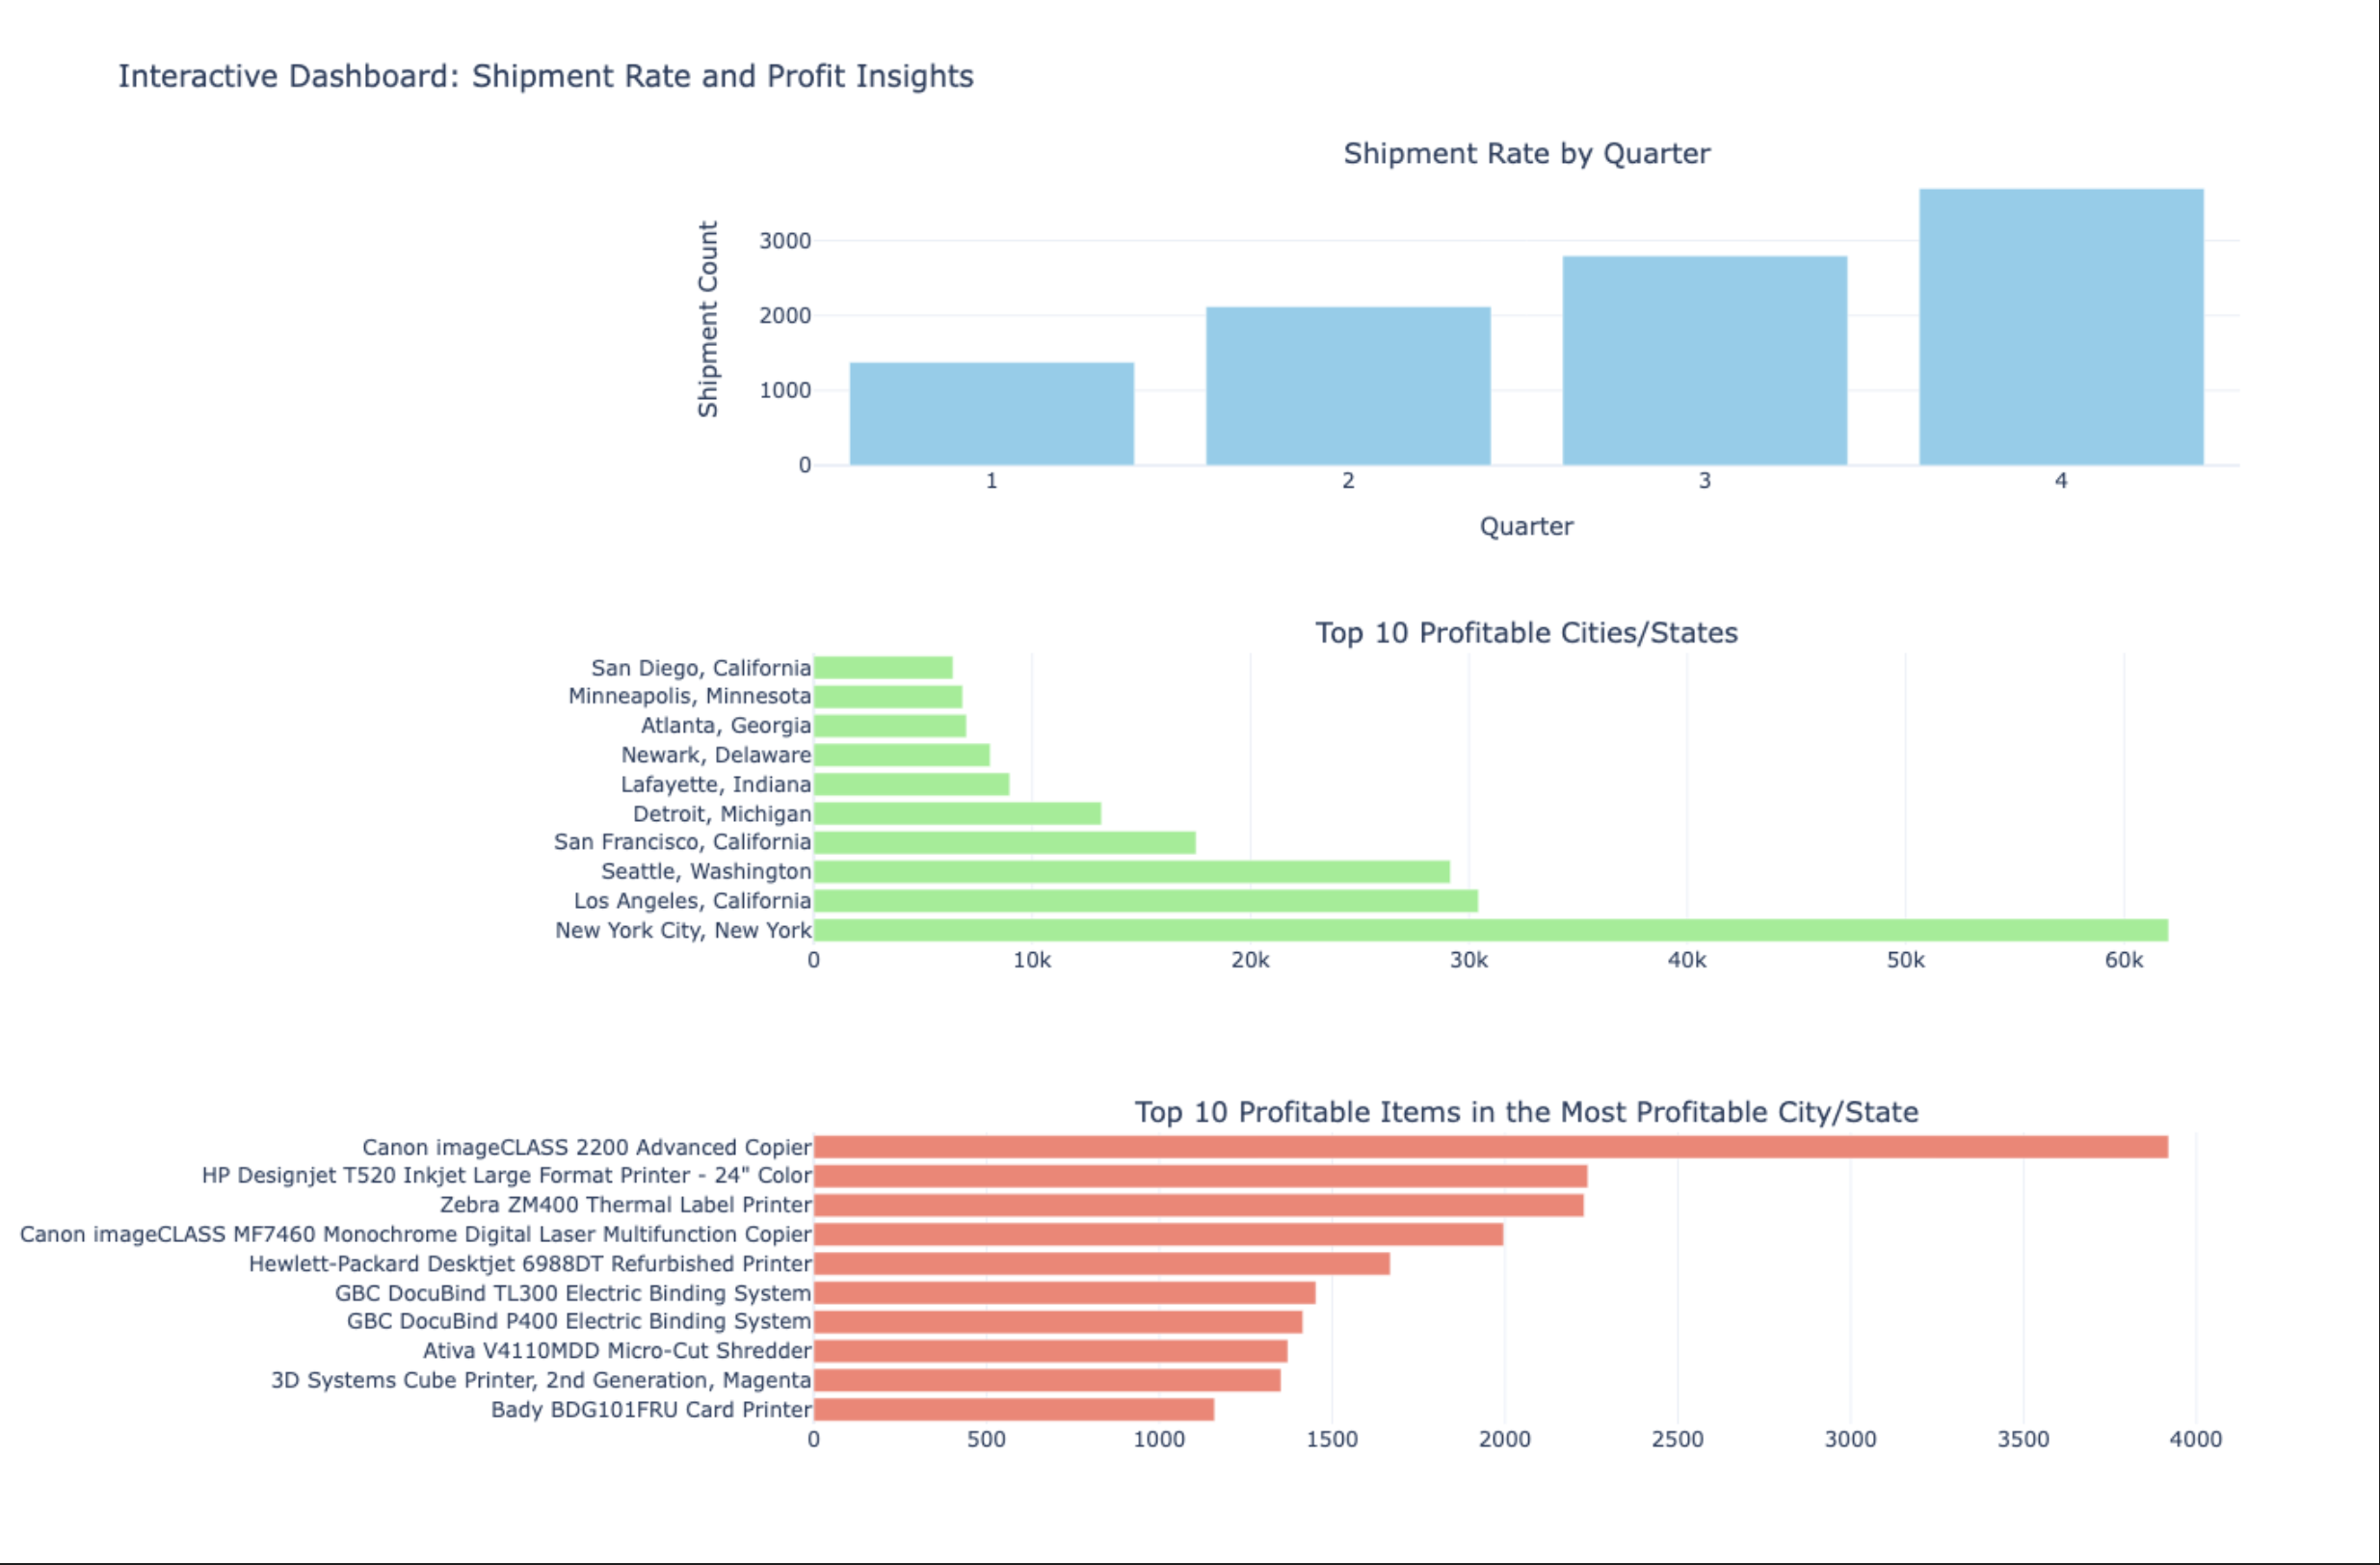 Interactive Dashboard: Shipment Rate and Profit Insights
Shipment Rate by Quarter
Shipment Count
3000
2000
1000
0
1
2
3
4
Quarter
Top 10 Profitable Cities/States
San Diego, California
Minneapolis, Minnesota
Atlanta, Georgia
Newark, Delaware
Lafayette, Indiana
Detroit, Michigan
San Francisco, California
Seattle, Washington
Los Angeles, California
New York City, New York
0
10k
20k
30k
40k
50k
60k
Top 10 Profitable Items in the Most Profitable City/State
Canon imageCLASS 2200 Advanced Copier
HP Designjet T520 Inkjet Large Format Printer - 24" Color
Zebra ZM400 Thermal Label Printer
Canon imageCLASS MF7460 Monochrome Digital Laser Multifunction Copier
Hewlett-Packard Desktjet 6988DT Refurbished Printer
GBC DocuBind TL300 Electric Binding System
GBC DocuBind P400 Electric Binding System
Ativa V4110MDD Micro-Cut Shredder
3D Systems Cube Printer, 2nd Generation, Magenta
Bady BDG101FRU Card Printer
0
500
1000
1500
2000
2500
3000
3500
4000